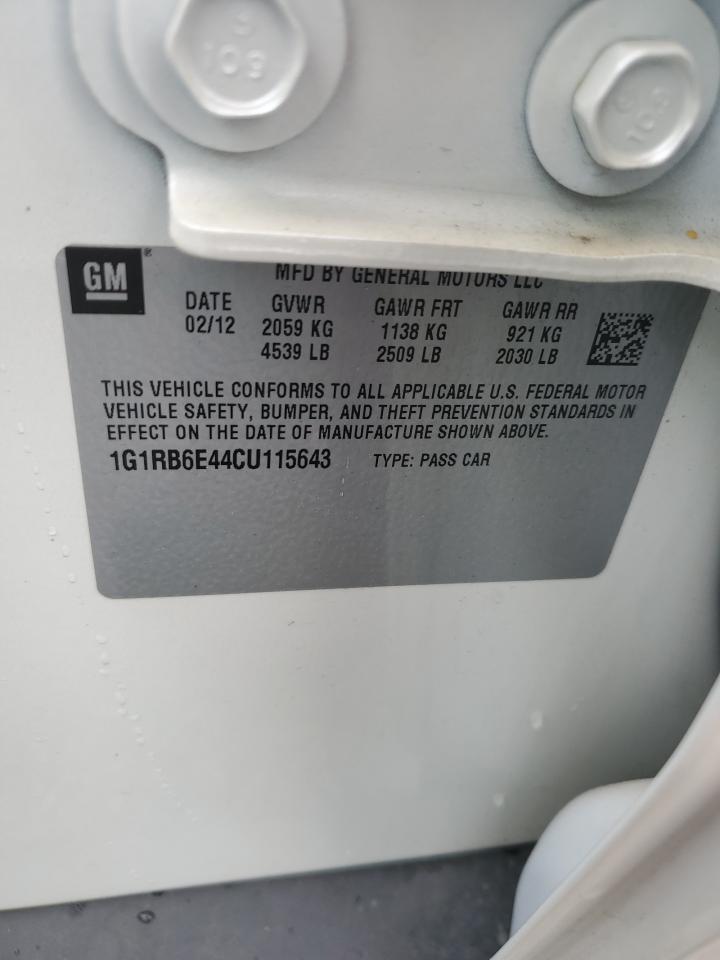 109
109
GM
MFD BY GENERAL MOTORS LLC
DATE GVWR GAWR FRT GAWR RR
02/12 2059 KG 1138 KG 921 KG
4539 LB 2509 LB 2030 LB
THIS VEHICLE CONFORMS TO ALL APPLICABLE U.S. FEDERAL MOTOR
VEHICLE SAFETY, BUMPER, AND THEFT PREVENTION STANDARDS IN
EFFECT ON THE DATE OF MANUFACTURE SHOWN ABOVE.
1G1RB6E44CU115643 TYPE: PASS CAR